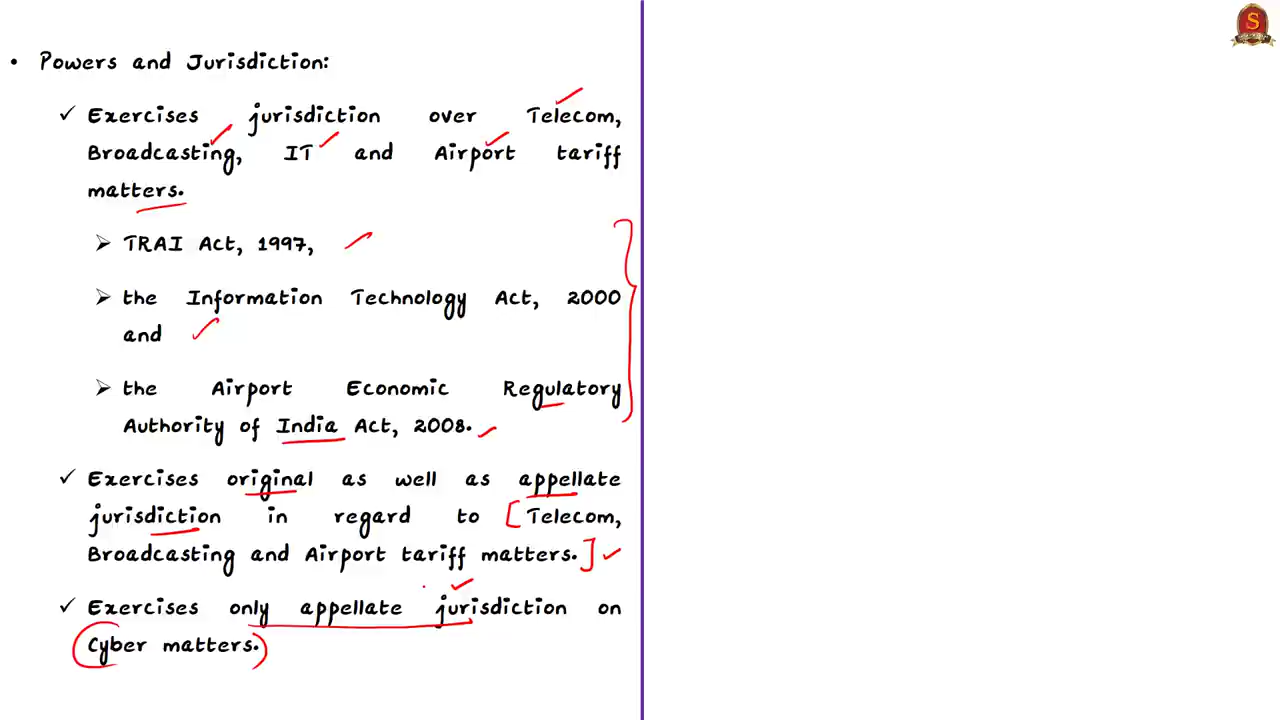 • Powers and Jurisdiction:
✓ Exercises jurisdiction over Telecom,
Broadcasting, IT and Airport tariff
matters.
➢ TRAI Act, 1997,
➢ the Information Technology Act, 2000
and
➢ the Airport Economic Regulatory
Authority of India Act, 2008.
✓ Exercises original as well as appellate
jurisdiction in regard to [Telecom,
Broadcasting and Airport tariff matters.]
✓ Exercises only appellate jurisdiction on
Cyber matters.
S